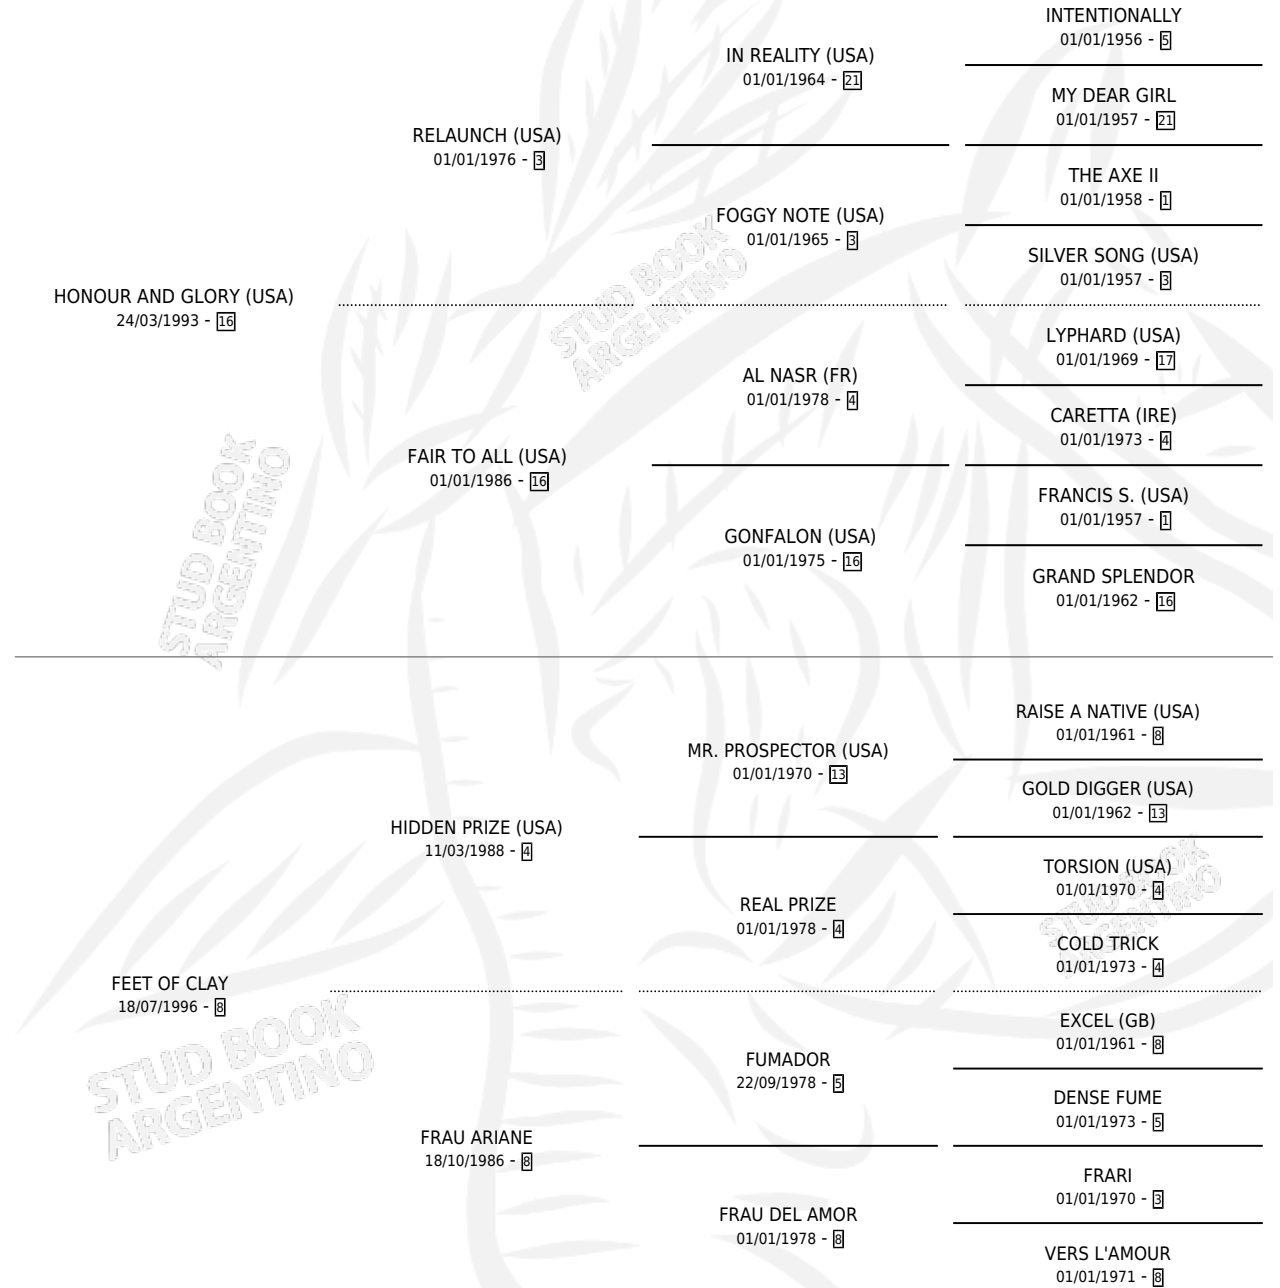 INTENTIONALLY
01/01/1956 - 5
IN REALITY (USA)
01/01/1964 - 21
MY DEAR GIRL
01/01/1957 - 21
RELAUNCH (USA)
01/01/1976 - 3
THE AXE II
01/01/1958 - 1
FOGGY NOTE (USA)
01/01/1965 - 3
SILVER SONG (USA)
01/01/1957 - 3
HONOUR AND GLORY (USA)
24/03/1993 - 16
LYPHARD (USA)
01/01/1969 - 17
AL NASR (FR)
01/01/1978 - 4
CARETTA (IRE)
01/01/1973 - 4
FAIR TO ALL (USA)
01/01/1986 - 16
FRANCIS S. (USA)
01/01/1957 - 1
GONFALON (USA)
01/01/1975 - 16
GRAND SPLENDOR
01/01/1962 - 16
STUD BOOK
ARGENTINO
STUD BOOK
ARGENTINO
RAISE A NATIVE (USA)
01/01/1961 - 8
MR. PROSPECTOR (USA)
01/01/1970 - 13
GOLD DIGGER (USA)
01/01/1962 - 13
HIDDEN PRIZE (USA)
11/03/1988 - 4
TORSION (USA)
01/01/1970 - 4
REAL PRIZE
01/01/1978 - 4
COLD TRICK
01/01/1973 - 4
STUD BOOK
ARGENTINO
FEET OF CLAY
18/07/1996 - 8
EXCEL (GB)
01/01/1961 - 8
FUMADOR
22/09/1978 - 5
DENSE FUME
01/01/1973 - 5
FRAU ARIANE
18/10/1986 - 8
FRARI
01/01/1970 - 3
FRAU DEL AMOR
01/01/1978 - 8
VERS L'AMOUR
01/01/1971 - 8
STUD BOOK
ARGENTINO